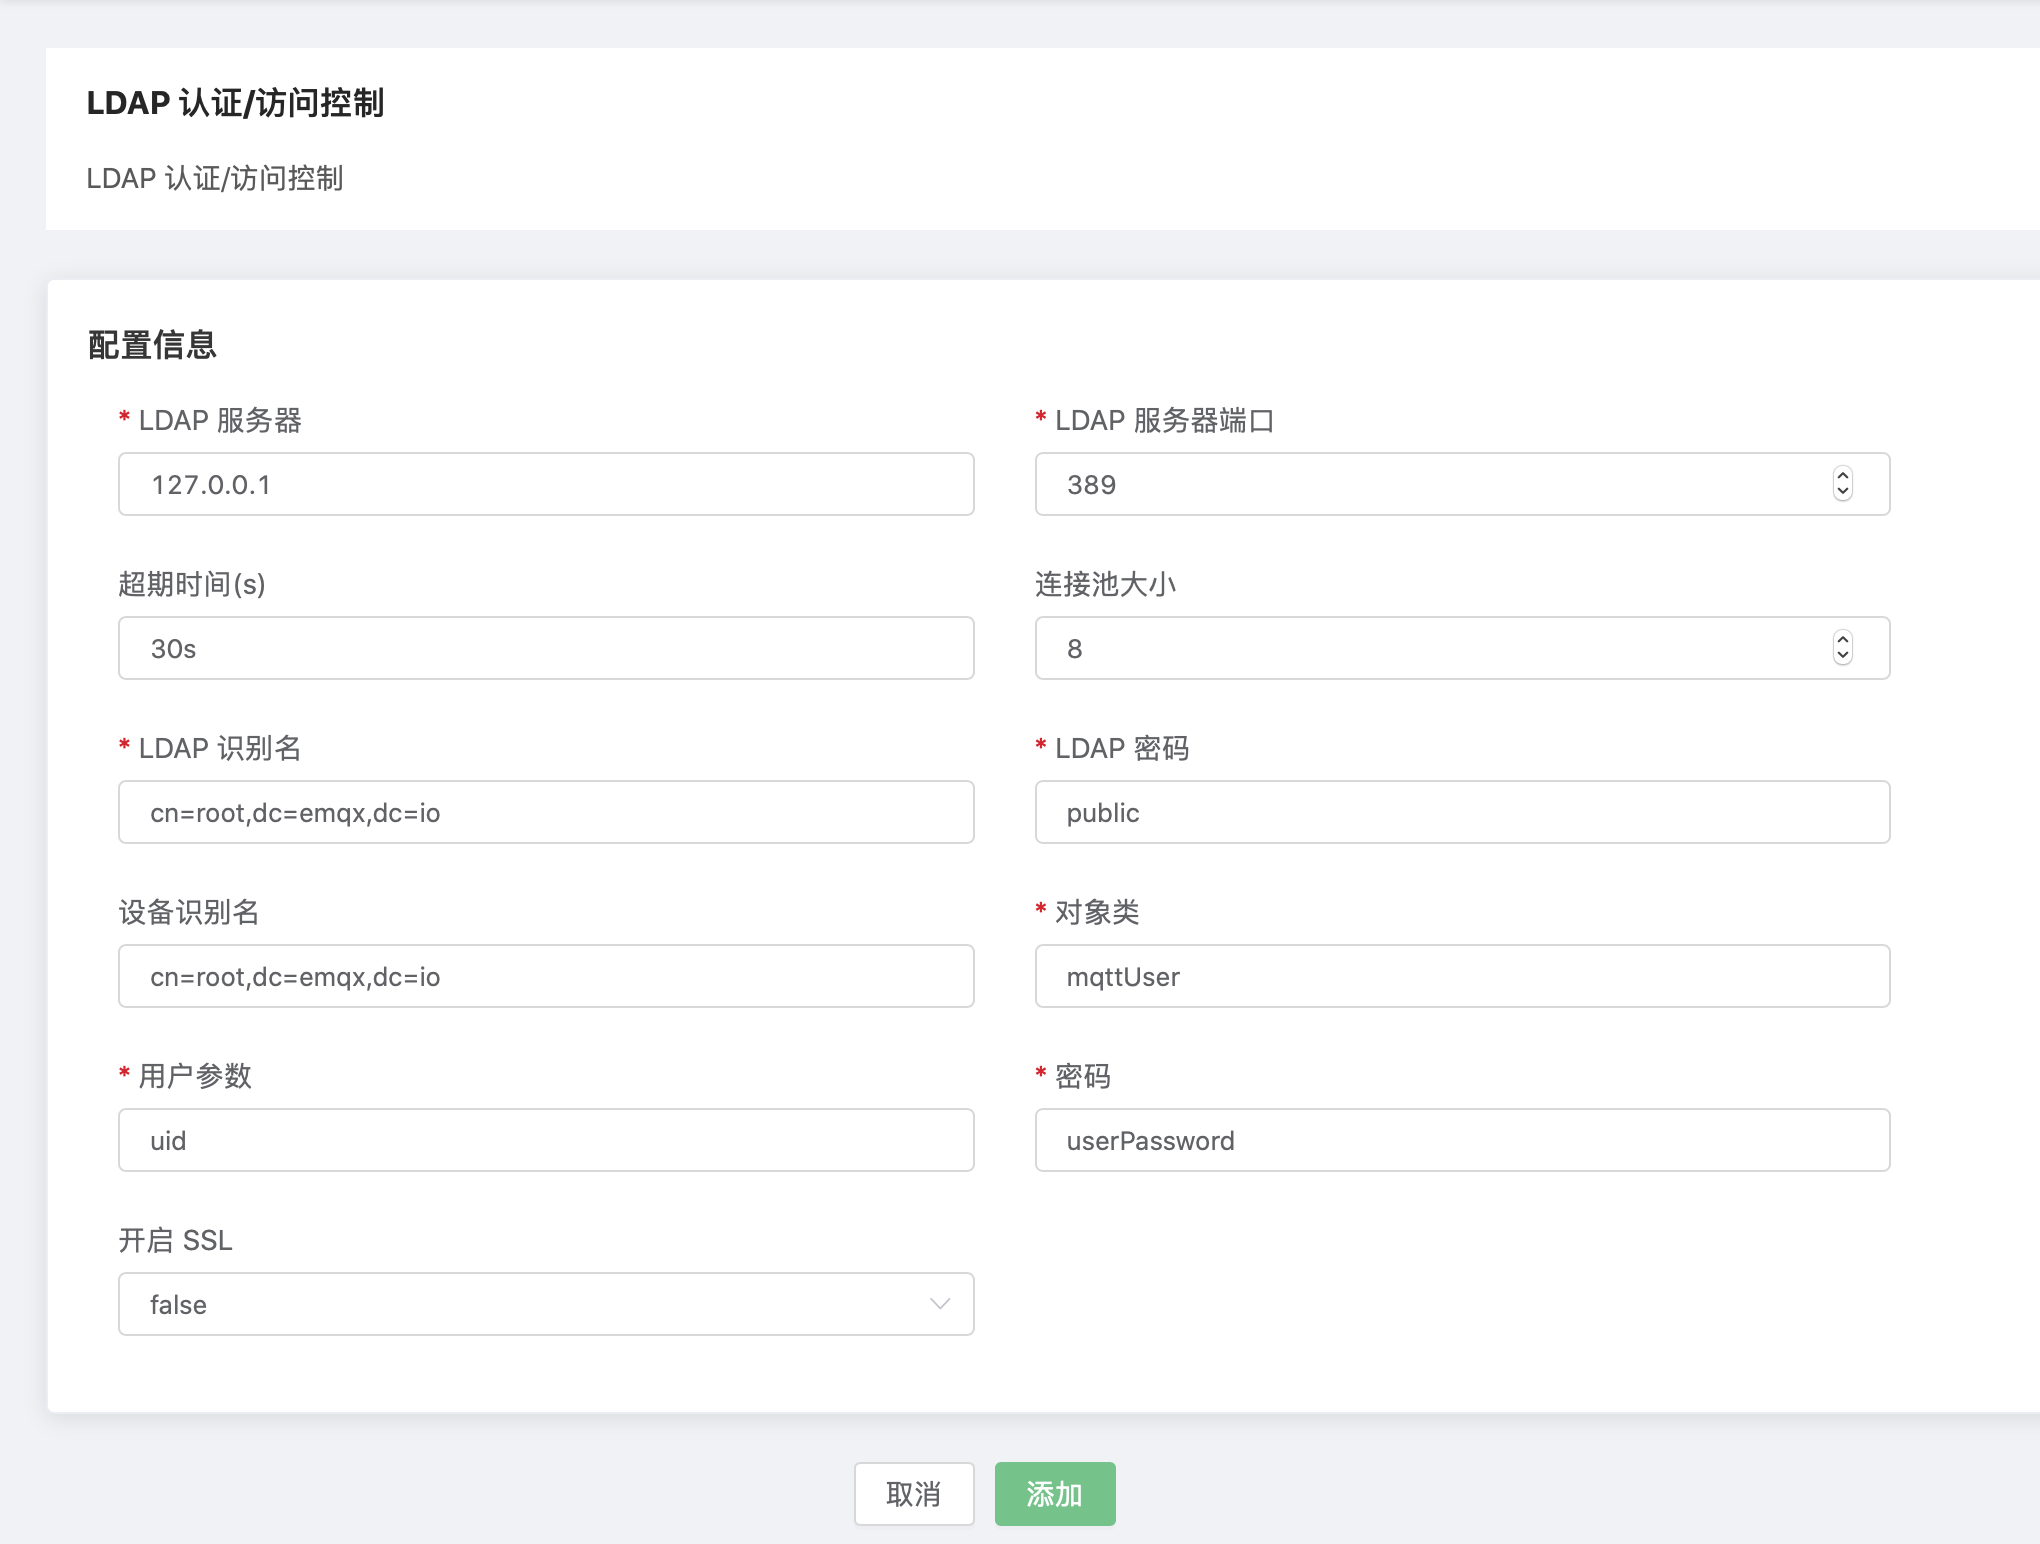 LDAP 认证/访问控制
LDAP 认证/访问控制
配置信息
* LDAP 服务器
* LDAP 服务器端口
127.0.0.1
389
超期时间(s)
连接池大小
30s
8
* LDAP 识别名
* LDAP 密码
cn=root,dc=emqx,dc=io
public
设备识别名
* 对象类
cn=root,dc=emqx,dc=io
mqttUser
* 用户参数
* 密码
uid
userPassword
开启 SSL
false
取消
添加